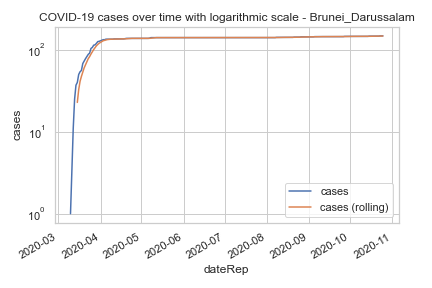 COVID-19 cases over time with logarithmic scale - Brunei_Darussalam
cases
10²
10¹
10⁰
cases
cases (rolling)
2020-03
2020-04
2020-05
2020-06
2020-07
2020-08
2020-09
2020-10
2020-11
dateRep